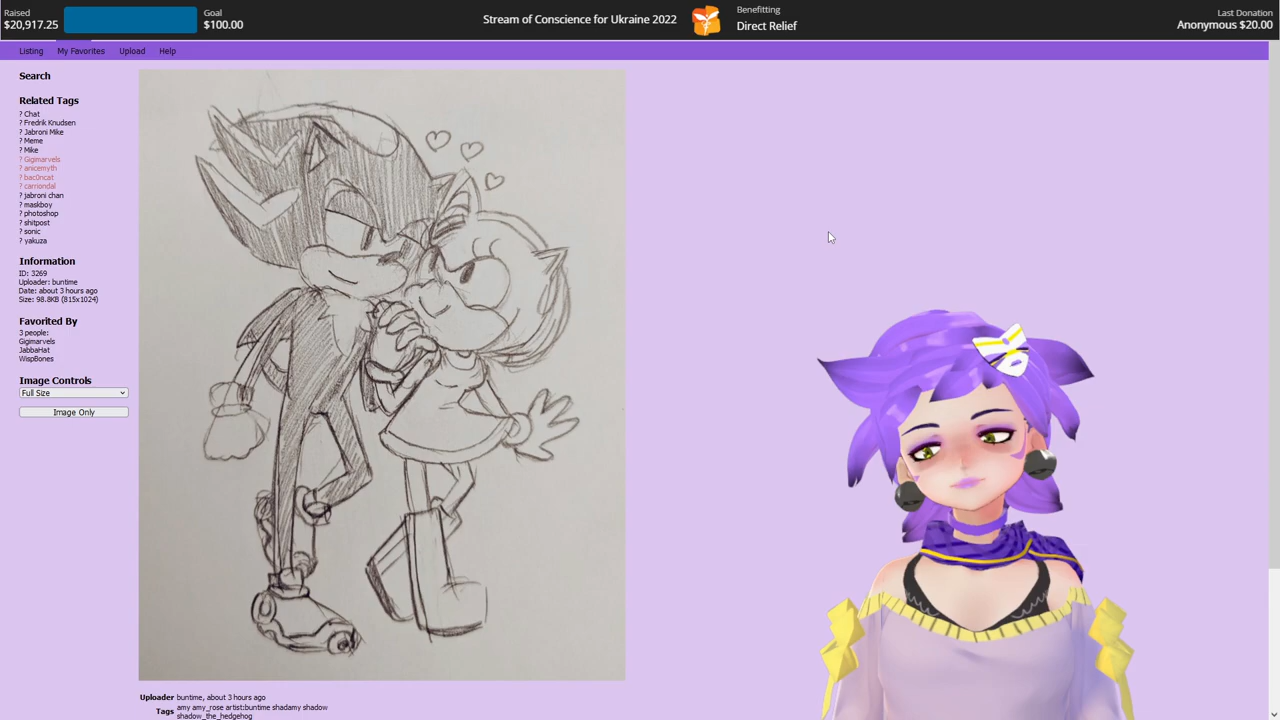 Raised
$20,917.25
Goal
$100.00
Stream of Conscience for Ukraine 2022
Benefitting
Direct Relief
Last Donation
Anonymous $20.00
Listing
My Favorites
Upload
Help
Search
Related Tags
? Chat
? Fredrik Knudsen
? Jabroni Mike
? Meme
? Mike
? Gigimarvels
? anicemyth
? bac0ncat
? carriondal
? jabroni chan
? maskboy
? photoshop
? shitpost
? sonic
? yakuza
Information
ID: 3269
Uploader: buntime
Date: about 3 hours ago
Size: 98.8KB (815x1024)
Favorited By
3 people:
Gigimarvels
JabbaHat
WispBones
Image Controls
Full Size
Image Only
Uploader buntime, about 3 hours ago
Tags amy amy_rose artist:buntime shadamy shadow
shadow_the_hedgehog